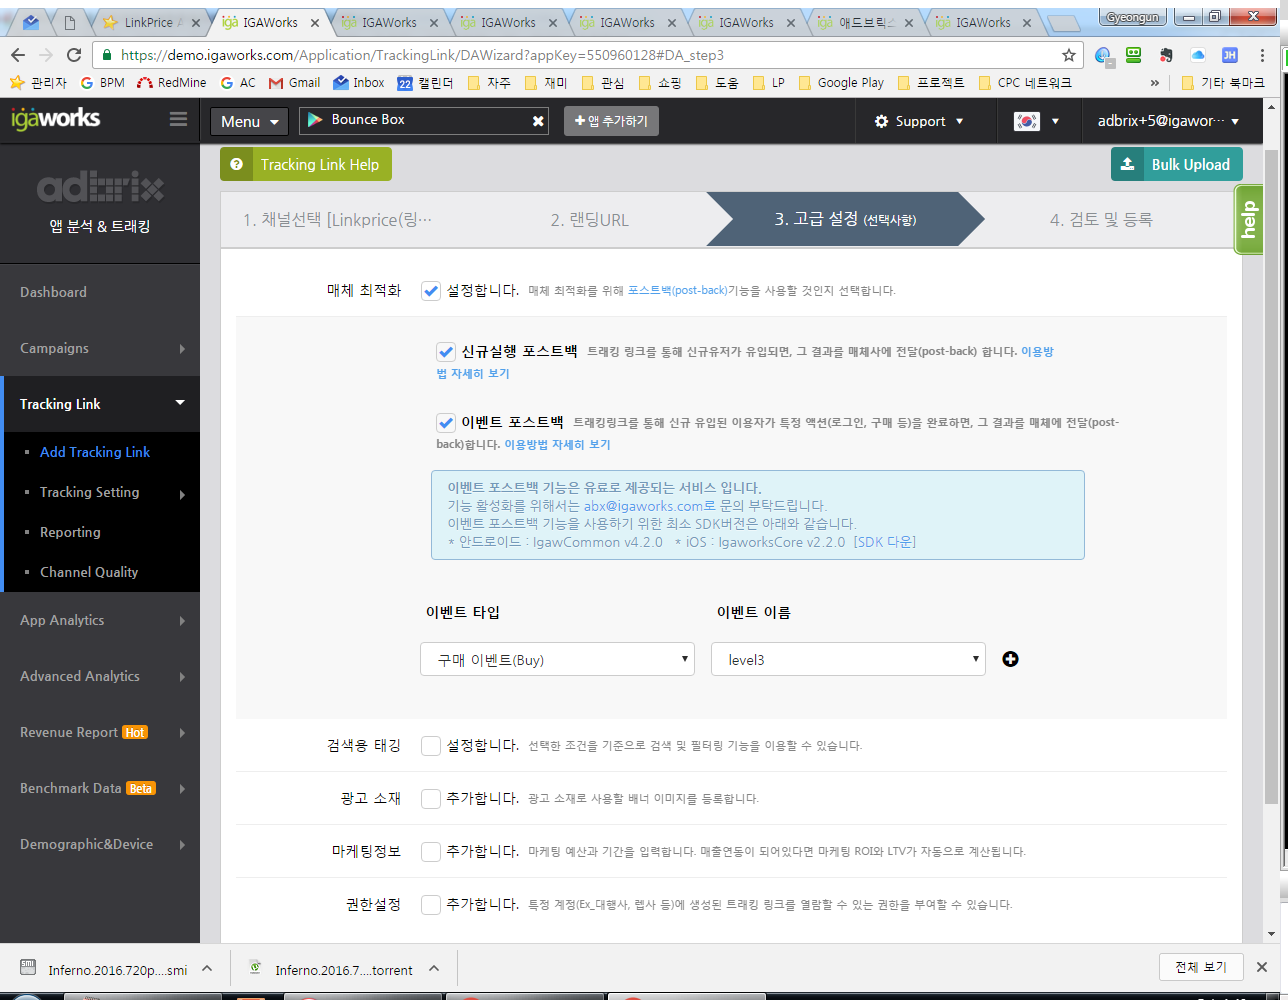 LinkPrice A
IGAWorks
IGAWorks
IGAWorks
IGAWorks
IGAWorks
애드브릭스
IGAWorks
Gyeongun
https://demo.igaworks.com/Application/TrackingLink/DAWizard?appKey=550960128#DA_step3
관리자 BPM RedMine AC Gmail Inbox 22 캘린더 자주 재미 관심 쇼핑 도움 LP Google Play 프로젝트 CPC 네트워크 » 기타 북마크
igaworks
Menu
Bounce Box
+앱 추가하기
Support
adbrix+5@igawor···
adbrix
앱 분석 & 트래킹
Dashboard
Campaigns
Tracking Link
Add Tracking Link
Tracking Setting
Reporting
Channel Quality
App Analytics
Advanced Analytics
Revenue Report Hot
Benchmark Data Beta
Demographic&Device
? Tracking Link Help
Bulk Upload
help
1. 채널선택 [Linkprice(링···
2. 랜딩URL
3. 고급 설정 (선택사항)
4. 검토 및 등록
매체 최적화 설정합니다. 매체 최적화를 위해 포스트백(post-back)기능을 사용할 것인지 선택합니다.
신규실행 포스트백 트래킹 링크를 통해 신규유저가 유입되면, 그 결과를 매체사에 전달(post-back) 합니다. 이용방
법 자세히 보기
이벤트 포스트백 트래킹링크를 통해 신규 유입된 이용자가 특정 액션(로그인, 구매 등)을 완료하면, 그 결과를 매체에 전달(post-
back)합니다. 이용방법 자세히 보기
이벤트 포스트백 기능은 유료로 제공되는 서비스 입니다.
기능 활성화를 위해서는 abx@igaworks.com로 문의 부탁드립니다.
이벤트 포스트백 기능을 사용하기 위한 최소 SDK버전은 아래와 같습니다.
* 안드로이드 : IgawCommon v4.2.0 * iOS : IgaworksCore v2.2.0 [SDK 다운]
이벤트 타입 이벤트 이름
구매 이벤트(Buy) level3
검색용 태깅 설정합니다. 선택한 조건을 기준으로 검색 및 필터링 기능을 이용할 수 있습니다.
광고 소재 추가합니다. 광고 소재로 사용할 배너 이미지를 등록합니다.
마케팅정보 추가합니다. 마케팅 예산과 기간을 입력합니다. 매출연동이 되어있다면 마케팅 ROI와 LTV가 자동으로 계산됩니다.
권한설정 추가합니다. 특정 계정(Ex_대행사, 렙사 등)에 생성된 트래킹 링크를 열람할 수 있는 권한을 부여할 수 있습니다.
Inferno.2016.720p....smi
Inferno.2016.7....torrent
전체 보기